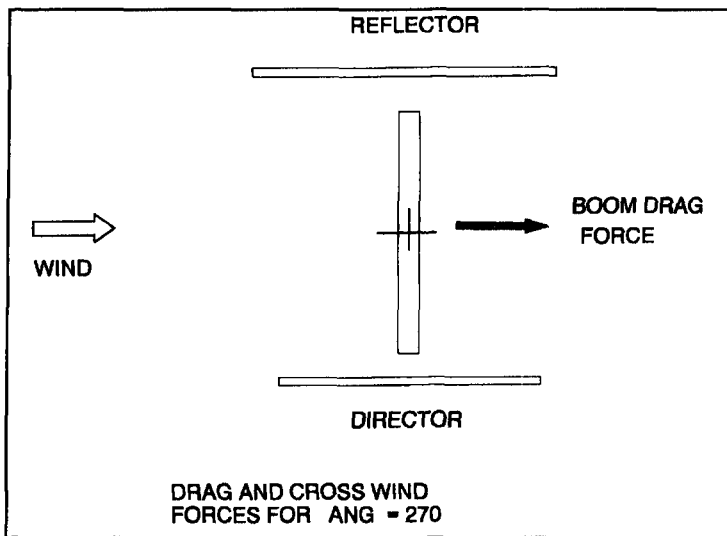 REFLECTOR
BOOM DRAG
FORCE
WIND
DIRECTOR
DRAG AND CROSS WIND
FORCES FOR ANG = 270